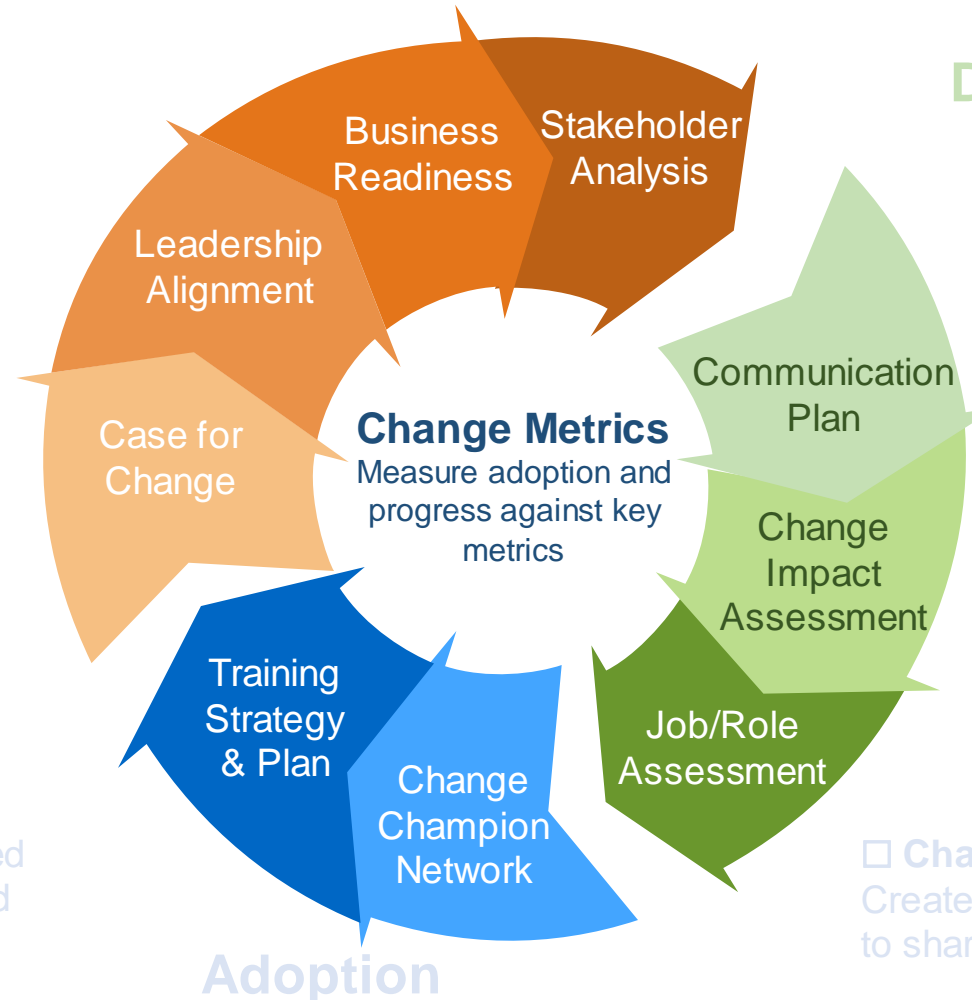 Business
Readiness
Stakeholder
Analysis
Leadership
Alignment
Communication
Plan
Case for
Change
Change Metrics
Measure adoption and
progress against key
metrics
Change
Impact
Assessment
Training
Strategy
& Plan
Job/Role
Assessment
Change
Champion
Network
Create
Adoption